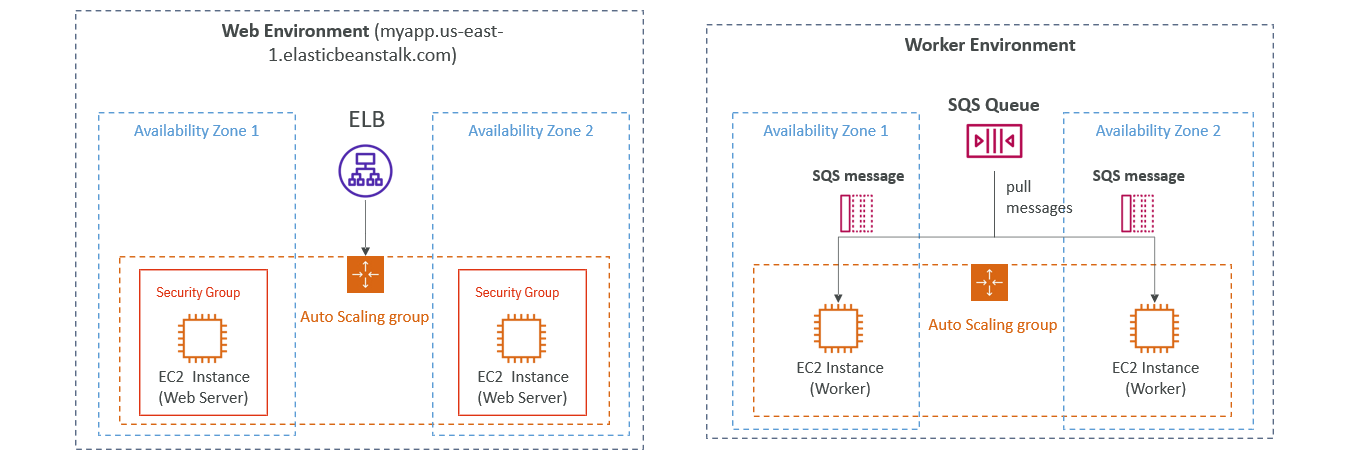 Web Environment (myapp.us-east-
1.elasticbeanstalk.com)
Availability Zone 1
ELB
Availability Zone 2
Security Group
EC2 Instance
(Web Server)
Auto Scaling group
Security Group
EC2 Instance
(Web Server)
Worker Environment
SQS Queue
Availability Zone 1
Availability Zone 2
SQS message
pull
messages
SQS message
Auto Scaling group
EC2 Instance
(Worker)
EC2 Instance
(Worker)